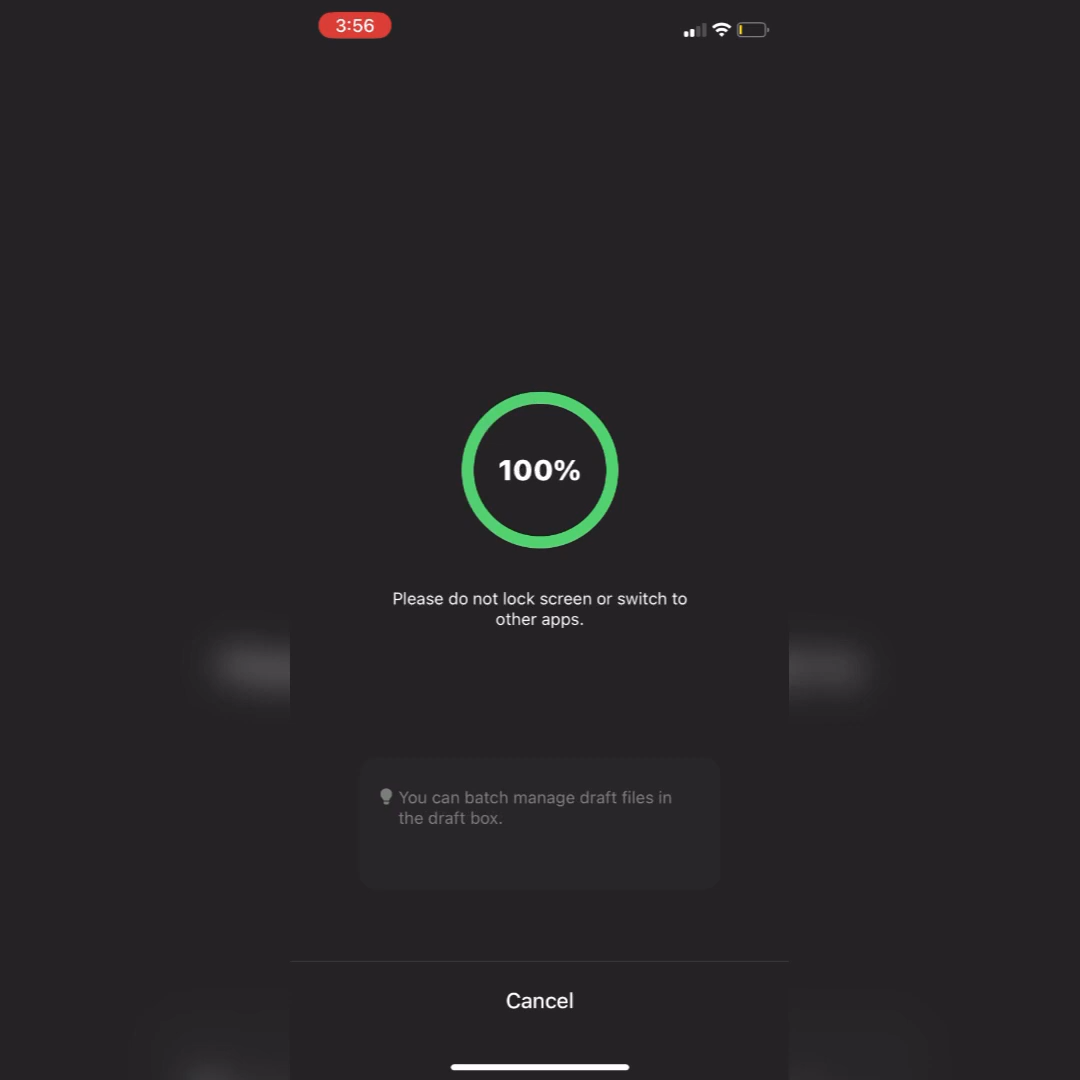 3:56
100%
Please do not lock screen or switch to
other apps.
You can batch manage draft files in
the draft box.
Cancel